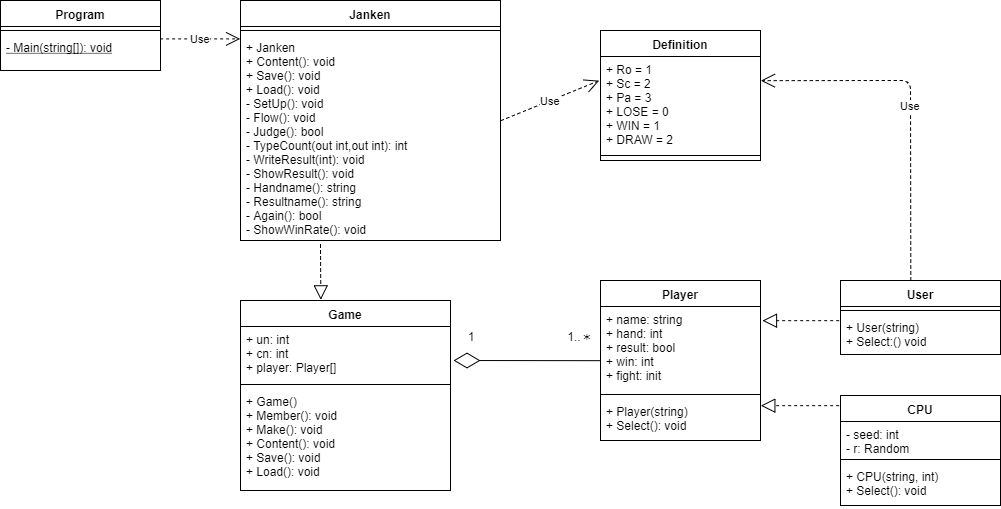 Program
- Main(string[]): void
Use
Janken
+ Janken
+ Content(): void
+ Save(): void
+ Load(): void
- SetUp(): void
- Flow(): void
- Judge(): bool
- TypeCount(out int,out int): int
- WriteResult(int): void
- ShowResult(): void
- Handname(): string
- Resultname(): string
- Again(): bool
- ShowWinRate(): void
Use
Definition
+ Ro = 1
+ Sc = 2
+ Pa = 3
+ LOSE = 0
+ WIN = 1
+ DRAW = 2
Use
Game
+ un: int
+ cn: int
+ player: Player[]
+ Game()
+ Member(): void
+ Make(): void
+ Content(): void
+ Save(): void
+ Load(): void
1
1.. *
Player
+ name: string
+ hand: int
+ result: bool
+ win: int
+ fight: init
+ Player(string)
+ Select(): void
User
+ User(string)
+ Select:() void
CPU
- seed: int
- r: Random
+ CPU(string, int)
+ Select(): void